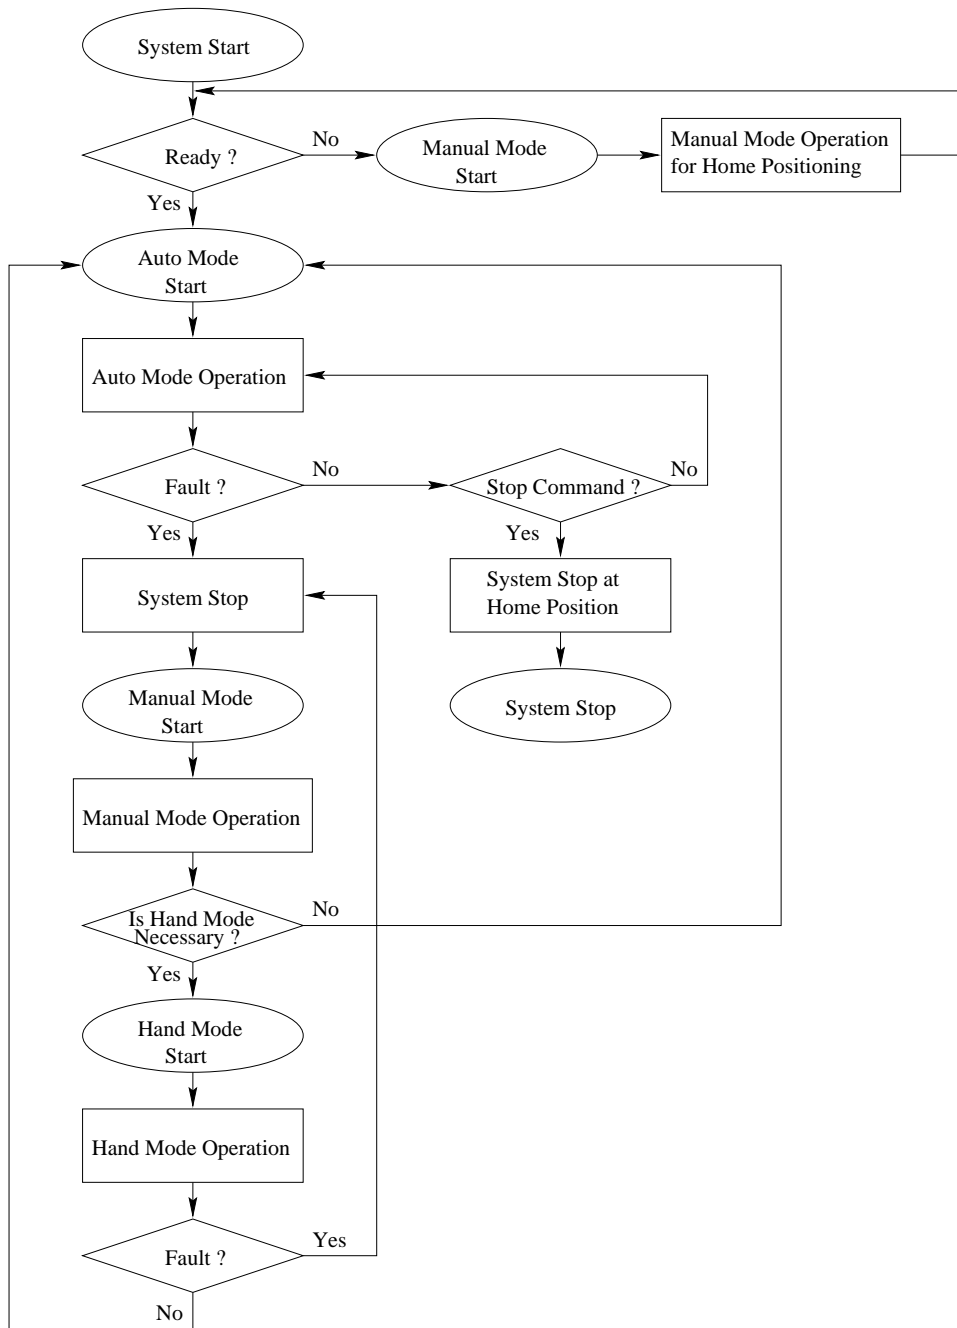 System Start
Ready ?
No
Manual Mode
Start
Manual Mode Operation
for Home Positioning
Yes
Auto Mode
Start
Auto Mode Operation
Fault ?
No
Stop Command ?
No
Yes
Yes
System Stop
System Stop at
Home Position
Manual Mode
Start
System Stop
Manual Mode Operation
Is Hand Mode
Necessary ?
No
Yes
Hand Mode
Start
Hand Mode Operation
Fault ?
Yes
No